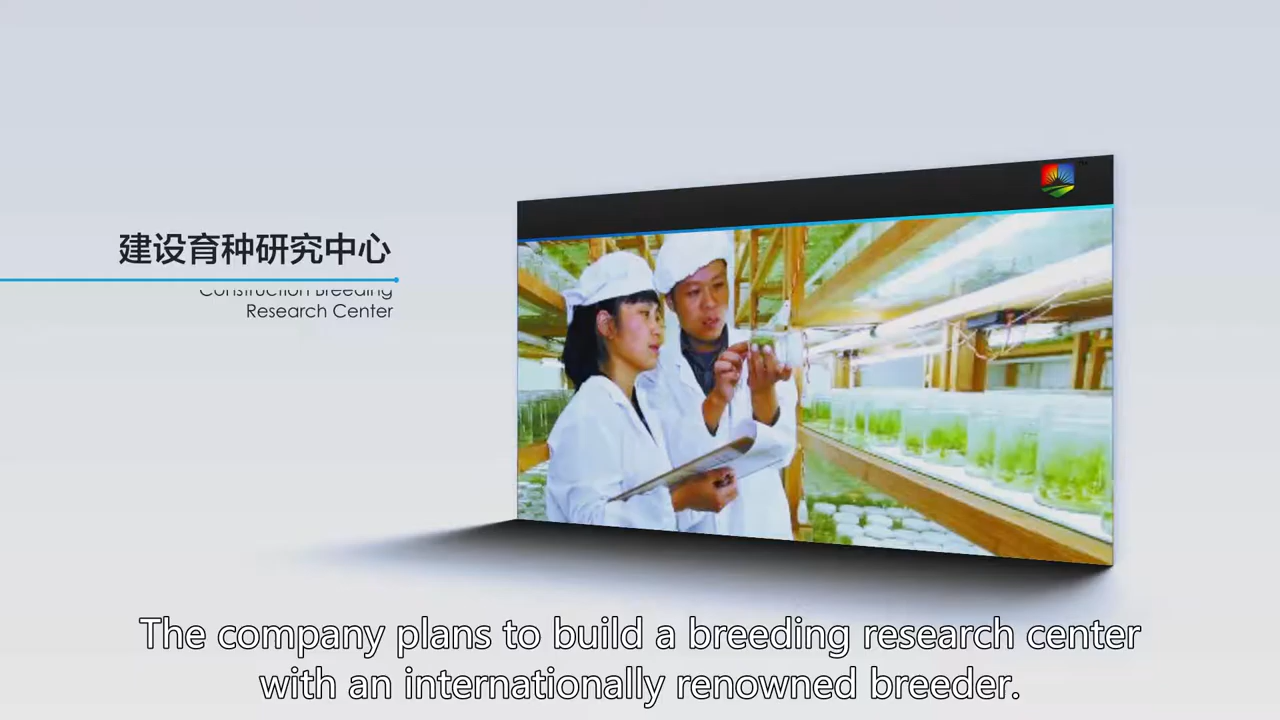 建设育种研究中心
Construction Breeding
Research Center
The company plans to build a breeding research center
with an internationally renowned breeder.